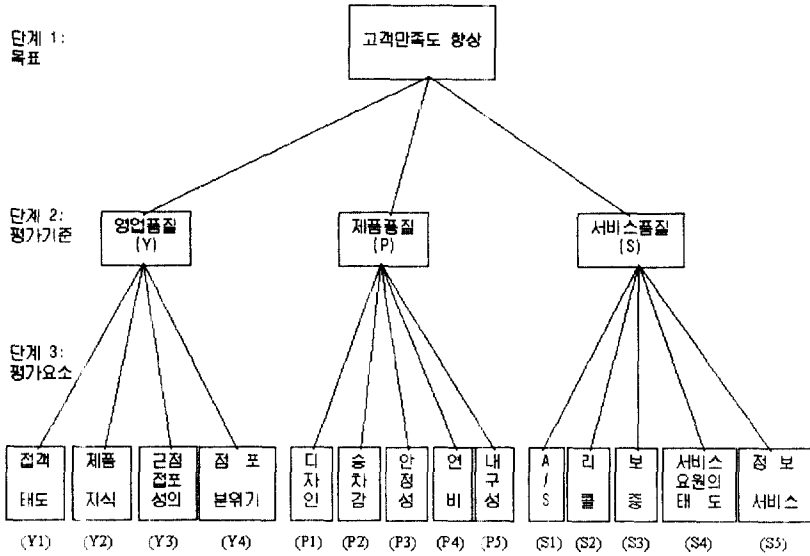 단계 1:
목표
고객만족도 향상
단계 2:
평가기준
영업품질
(Y)
제품품질
(P)
서비스품질
(S)
단계 3:
평가요소
접객
태도
제품
지식
근점
접포
성의
점 포
분위기
디
자
인
승
차
감
안
정
성
연
비
내
구
성
A
/
S
리
콜
보
증
서비스
요원의
태도
정 보
서비스
(Y1)
(Y2)
(Y3)
(Y4)
(P1)
(P2)
(P3)
(P4)
(P5)
(S1)
(S2)
(S3)
(S4)
(S5)